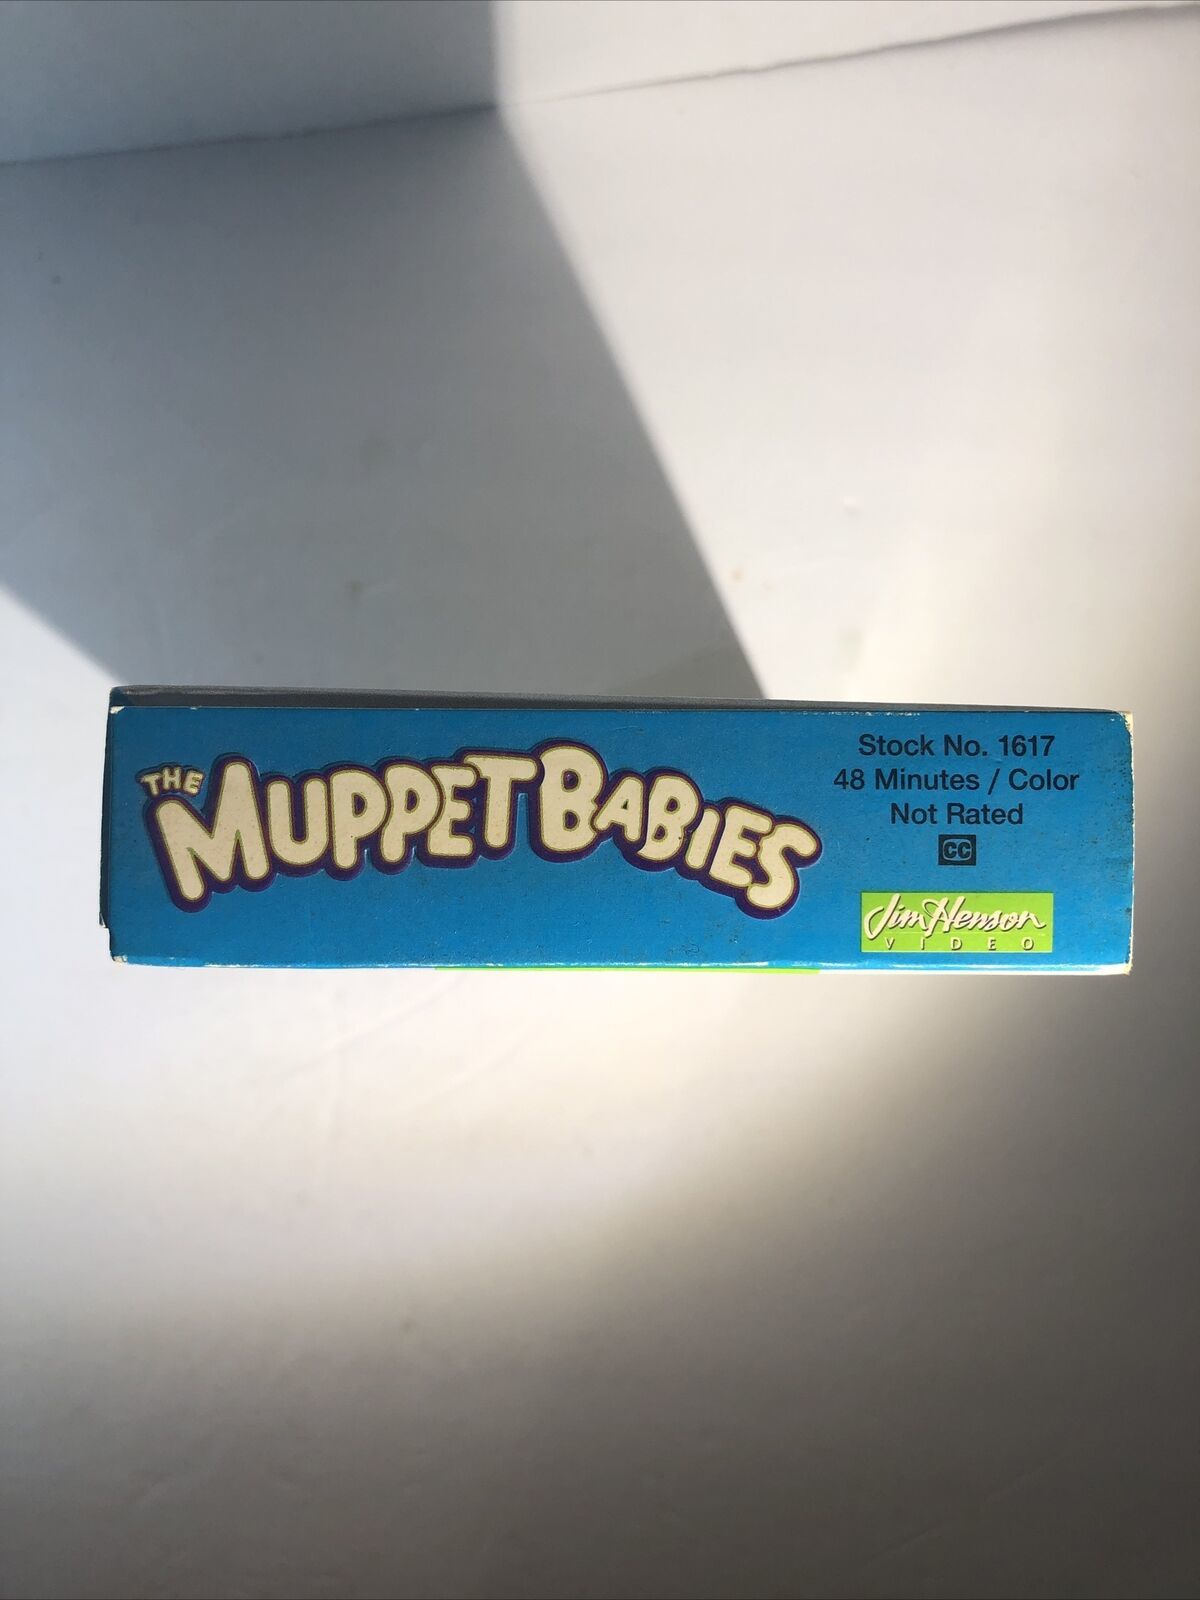 THE MUPPET BABIES
Stock No. 1617
48 Minutes / Color
Not Rated
CC
Jim Henson
VIDEO